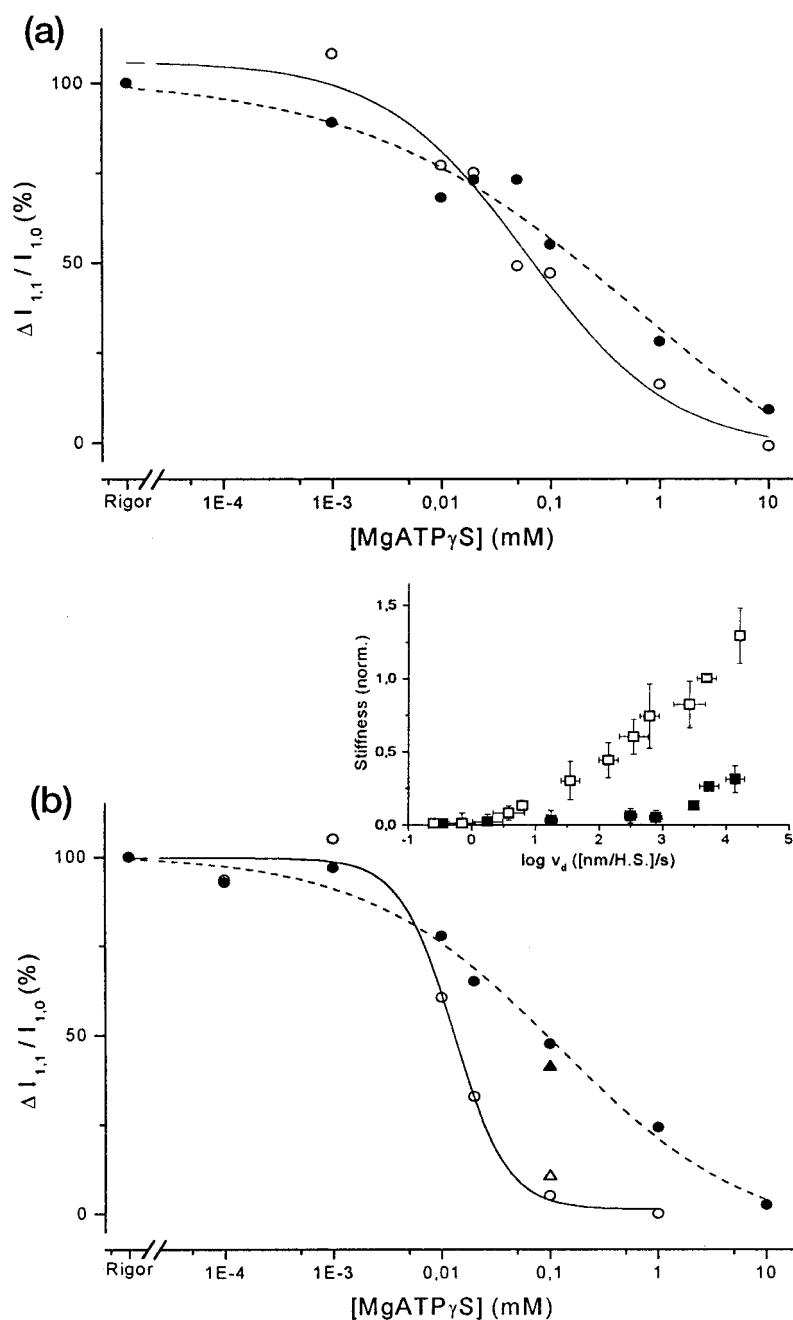 (a)
100
50
0
Δ I₁,₁ / I₁,₀ (%)
Rigor 1E-4 1E-3 0,01 0,1 1 10
[MgATPγS] (mM)
1,5
1,0
0,5
0,0
Stiffness (norm.)
-1 0 1 2 3 4 5
log v_d ([nm/H.S.]/s)
(b)
100
50
0
Δ I₁,₁ / I₁,₀ (%)
Rigor 1E-4 1E-3 0,01 0,1 1 10
[MgATPγS] (mM)